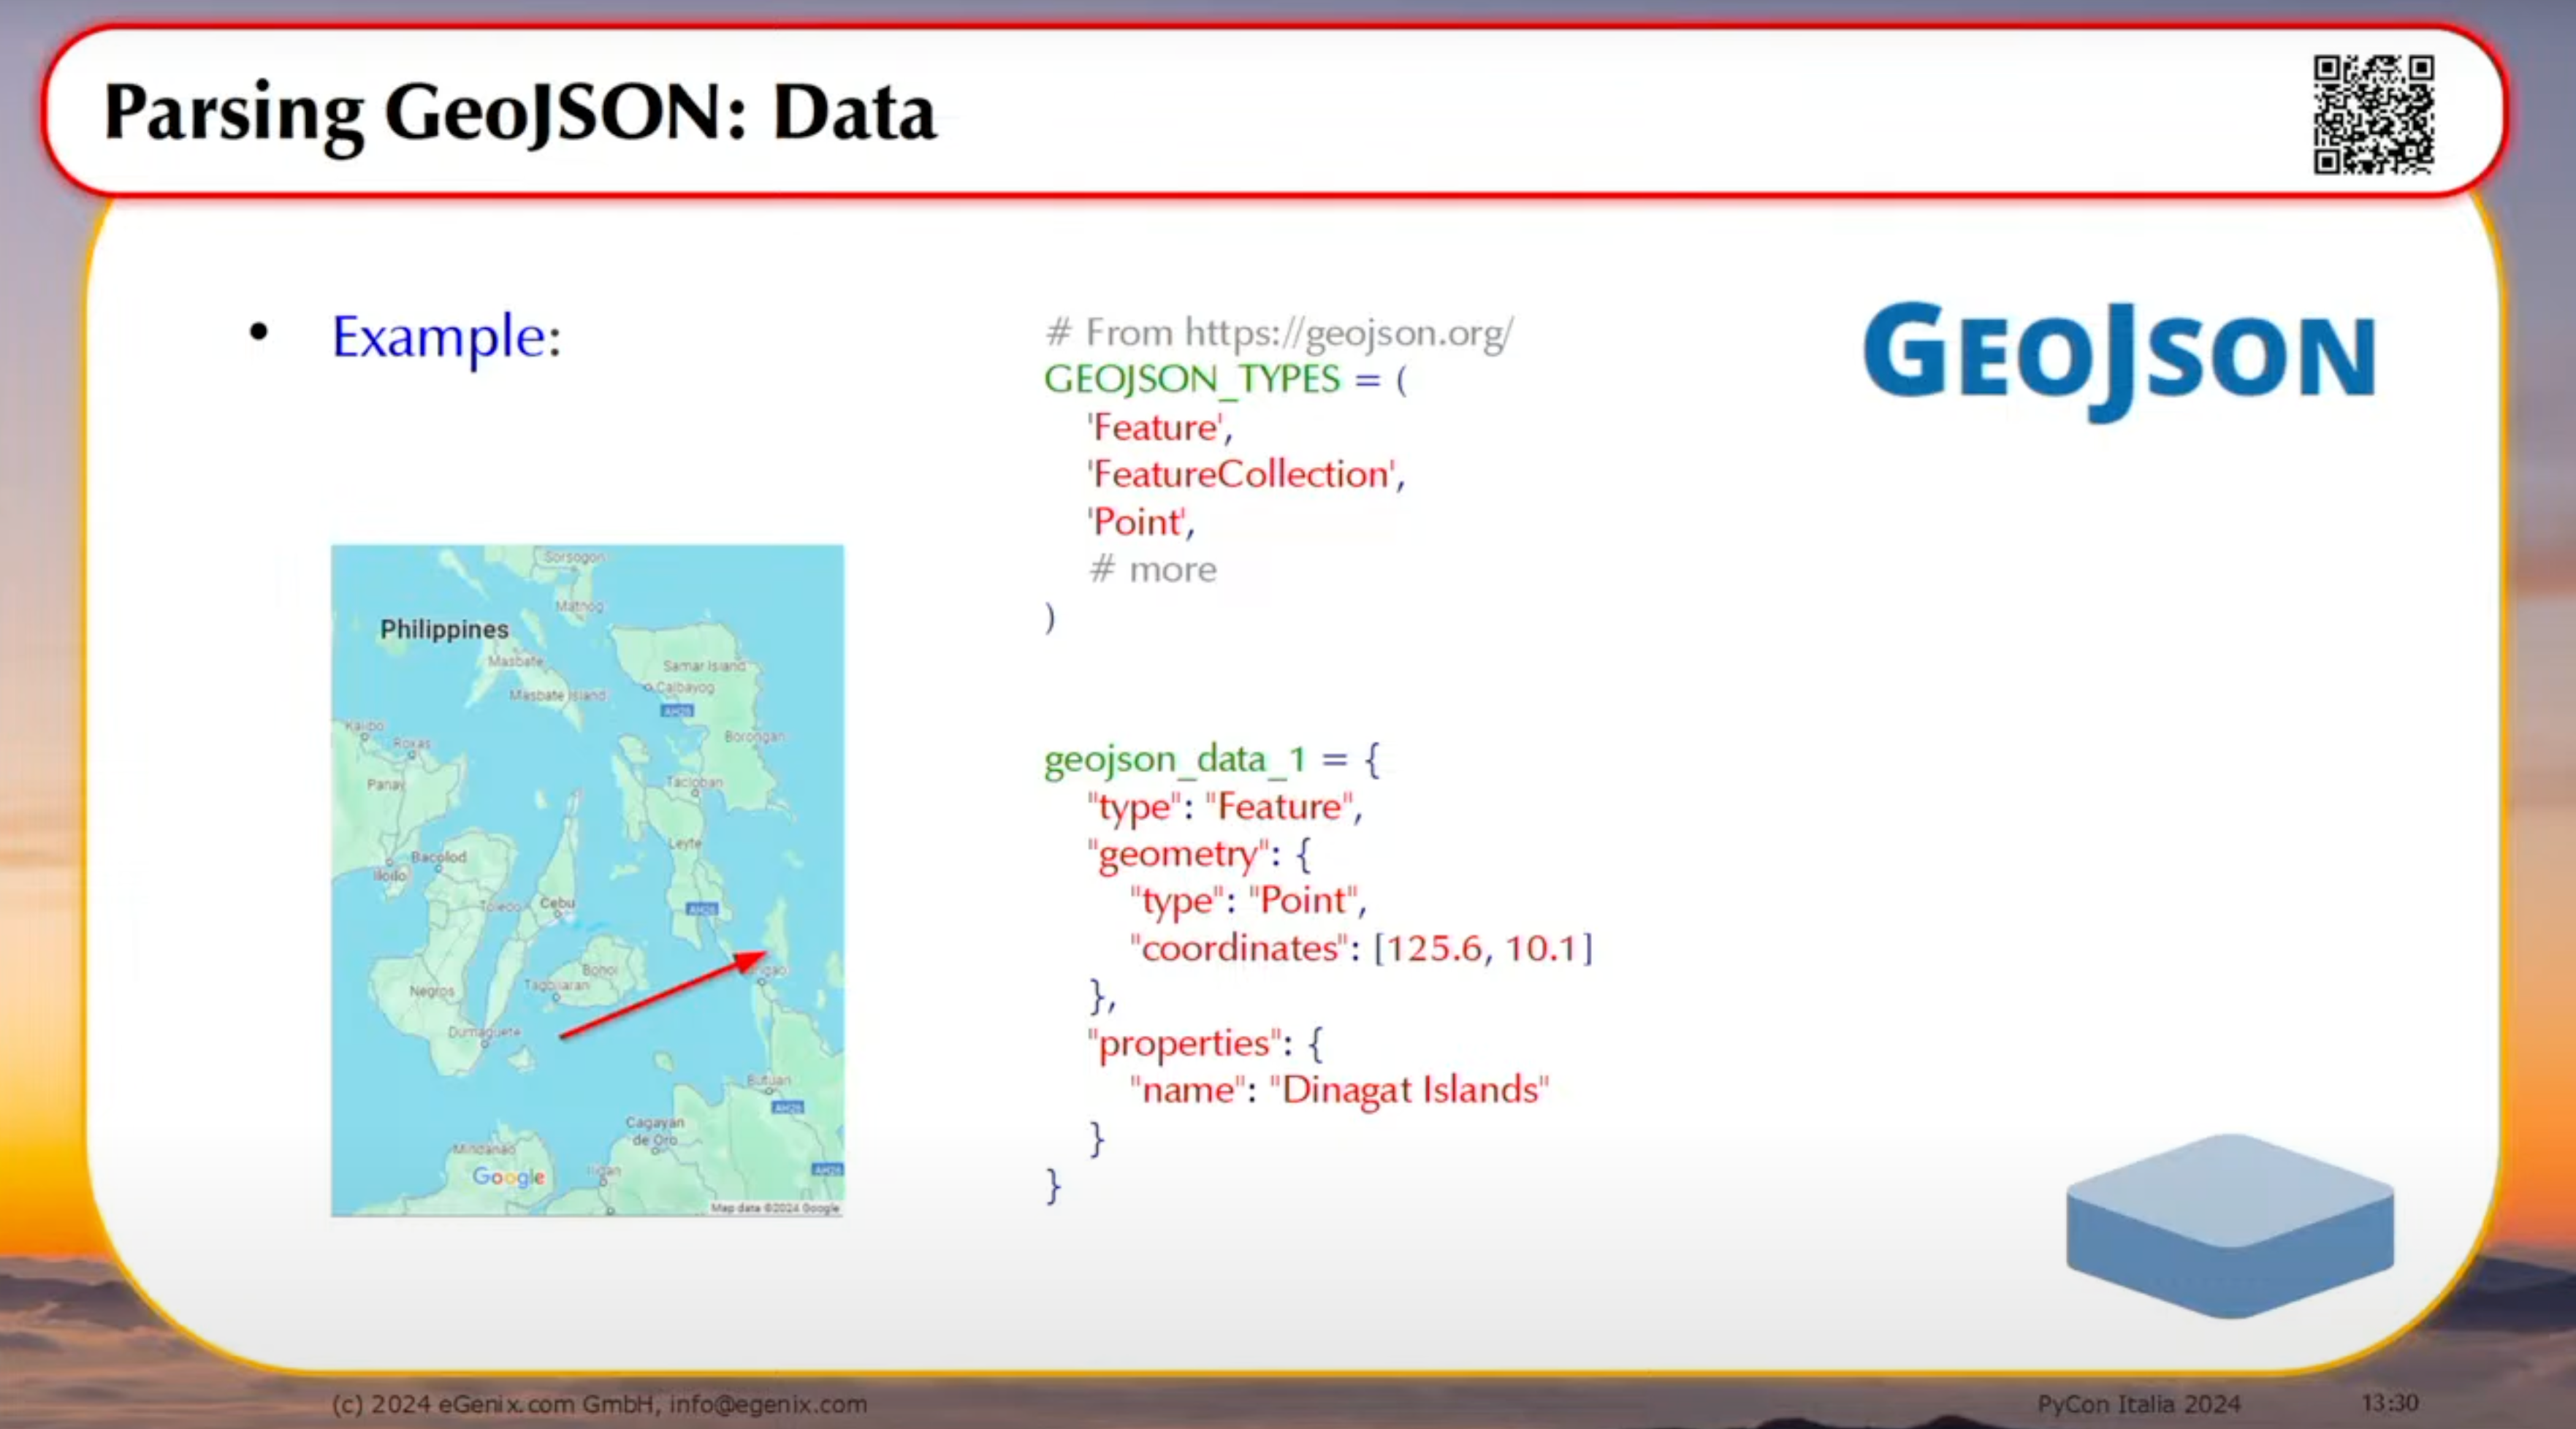 Parsing GeoJSON: Data
• Example:
# From https://geojson.org/
GEOJSON_TYPES = (
'Feature',
'FeatureCollection',
'Point',
# more
)
geojson_data_1 = {
"type": "Feature",
"geometry": {
"type": "Point",
"coordinates": [125.6, 10.1]
},
"properties": {
"name": "Dinagat Islands"
}
}
GEOJSON
Sorsogon
Matnog
Philippines
Masbate
Samar Island
Calbayog
Masbate Island
AH26
Kalibo
Borongan
Roxas
Tacloban
Panay
Leyte
Bacolod
Iloilo
Toledo
Cebu
AH26
Bohol
Tagbilaran
Negros
Dumaguete
Butuan
AH26
Cagayan
de Oro
Mindanao
Iligan
AH26
Google
Map data ©2024 Google
(c) 2024 eGenix.com GmbH, info@egenix.com
PyCon Italia 2024
13:30